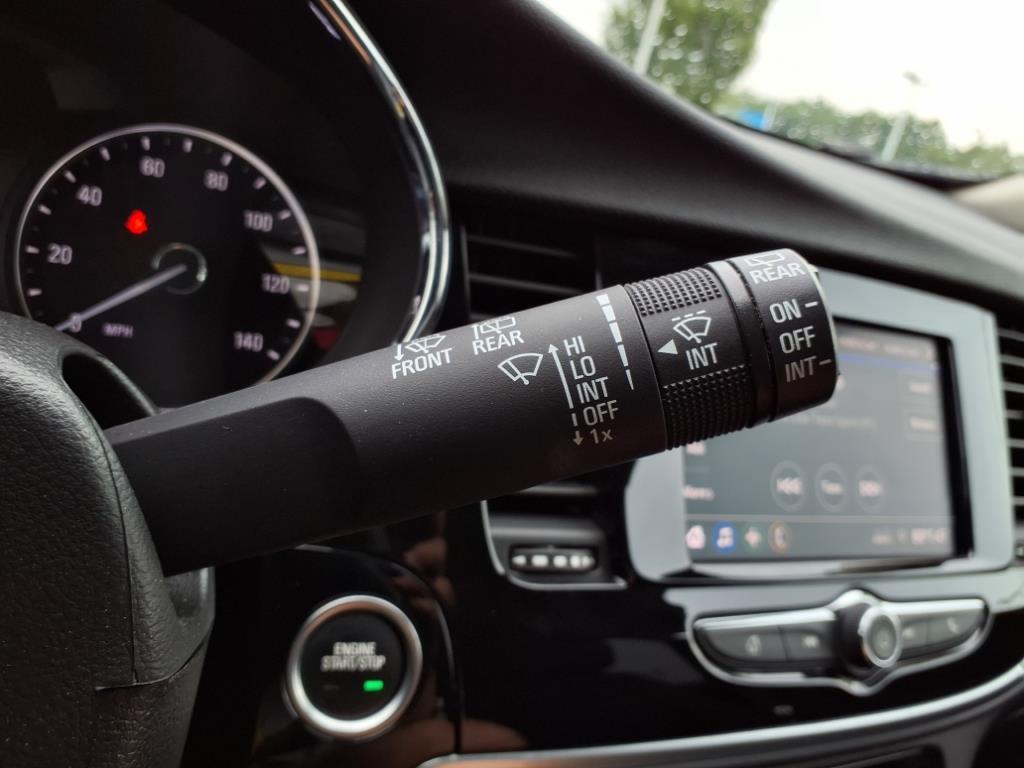 20
40
60
80
100
120
140
0
MPH
FRONT
REAR
HI
LO
INT
OFF
1x
INT
REAR
ON
OFF
INT
ENGINE
START/STOP